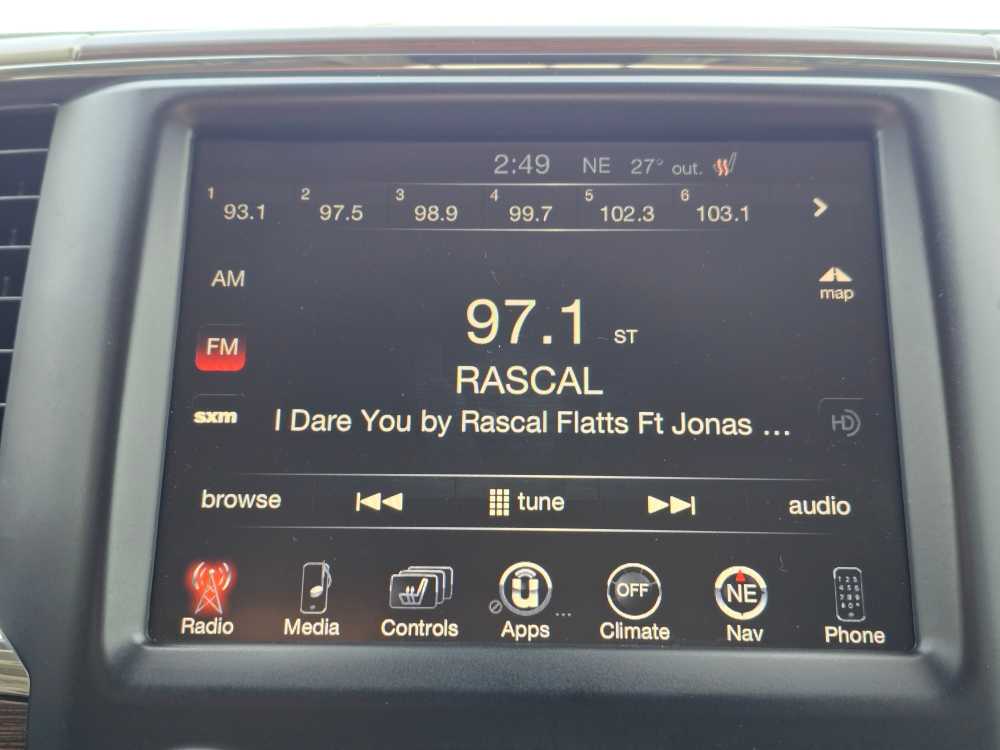 2:49 NE 27° out.
1 93.1 2 97.5 3 98.9 4 99.7 5 102.3 6 103.1
AM
map
97.1 ST
FM
RASCAL
sxm
I Dare You by Rascal Flatts Ft Jonas ...
HD
browse tune audio
u ...
OFF
NE
Radio Media Controls Apps Climate Nav Phone